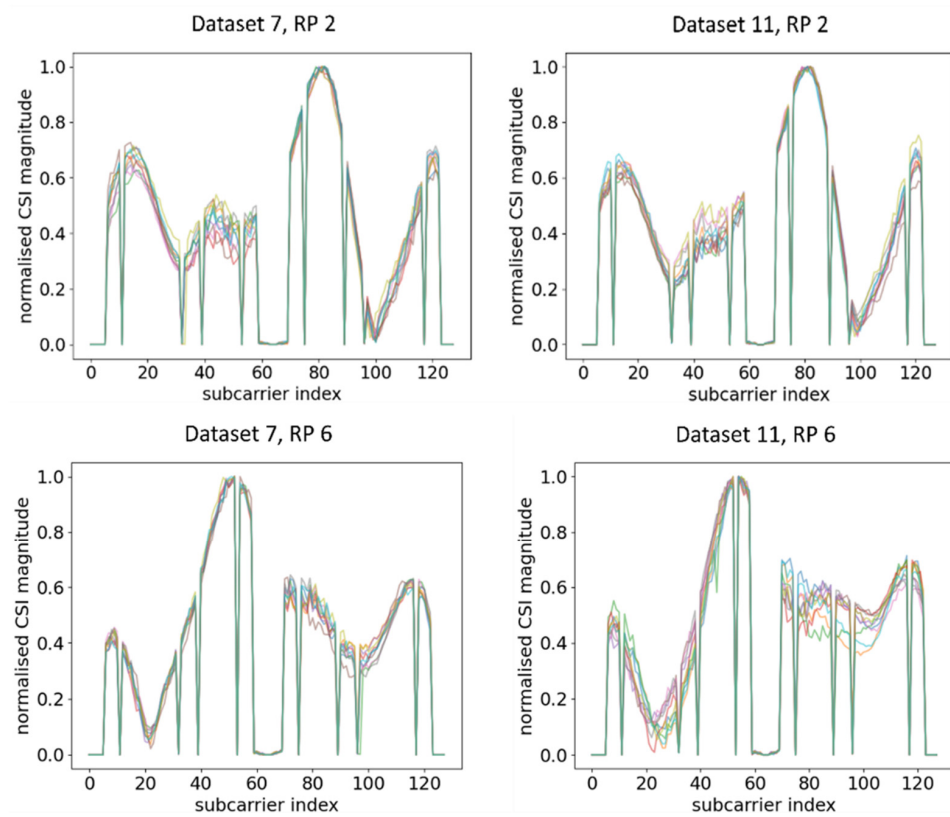 Dataset 7, RP 2
normalised CSI magnitude
1.0
0.8
0.6
0.4
0.2
0.0
0 20 40 60 80 100 120
subcarrier index
Dataset 11, RP 2
normalised CSI magnitude
1.0
0.8
0.6
0.4
0.2
0.0
0 20 40 60 80 100 120
subcarrier index
Dataset 7, RP 6
normalised CSI magnitude
1.0
0.8
0.6
0.4
0.2
0.0
0 20 40 60 80 100 120
subcarrier index
Dataset 11, RP 6
normalised CSI magnitude
1.0
0.8
0.6
0.4
0.2
0.0
0 20 40 60 80 100 120
subcarrier index